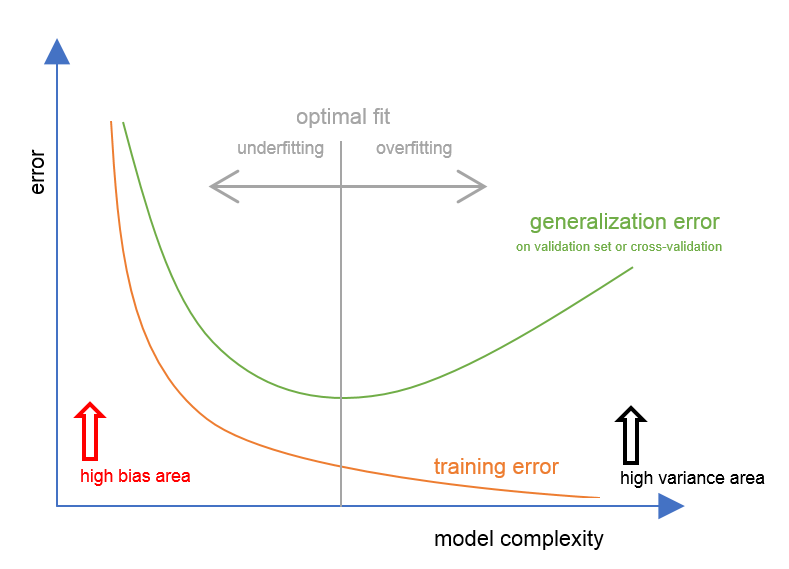 optimal fit
underfitting
overfitting
error
generalization error
on validation set or cross-validation
training error
high bias area
high variance area
model complexity